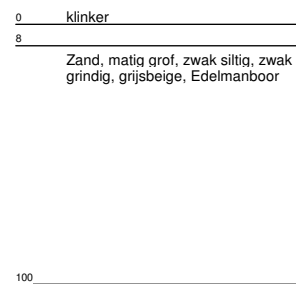 0 klinker
8
Zand, matig grof, zwak siltig, zwak
grindig, grijsbeige, Edelmanboor
100